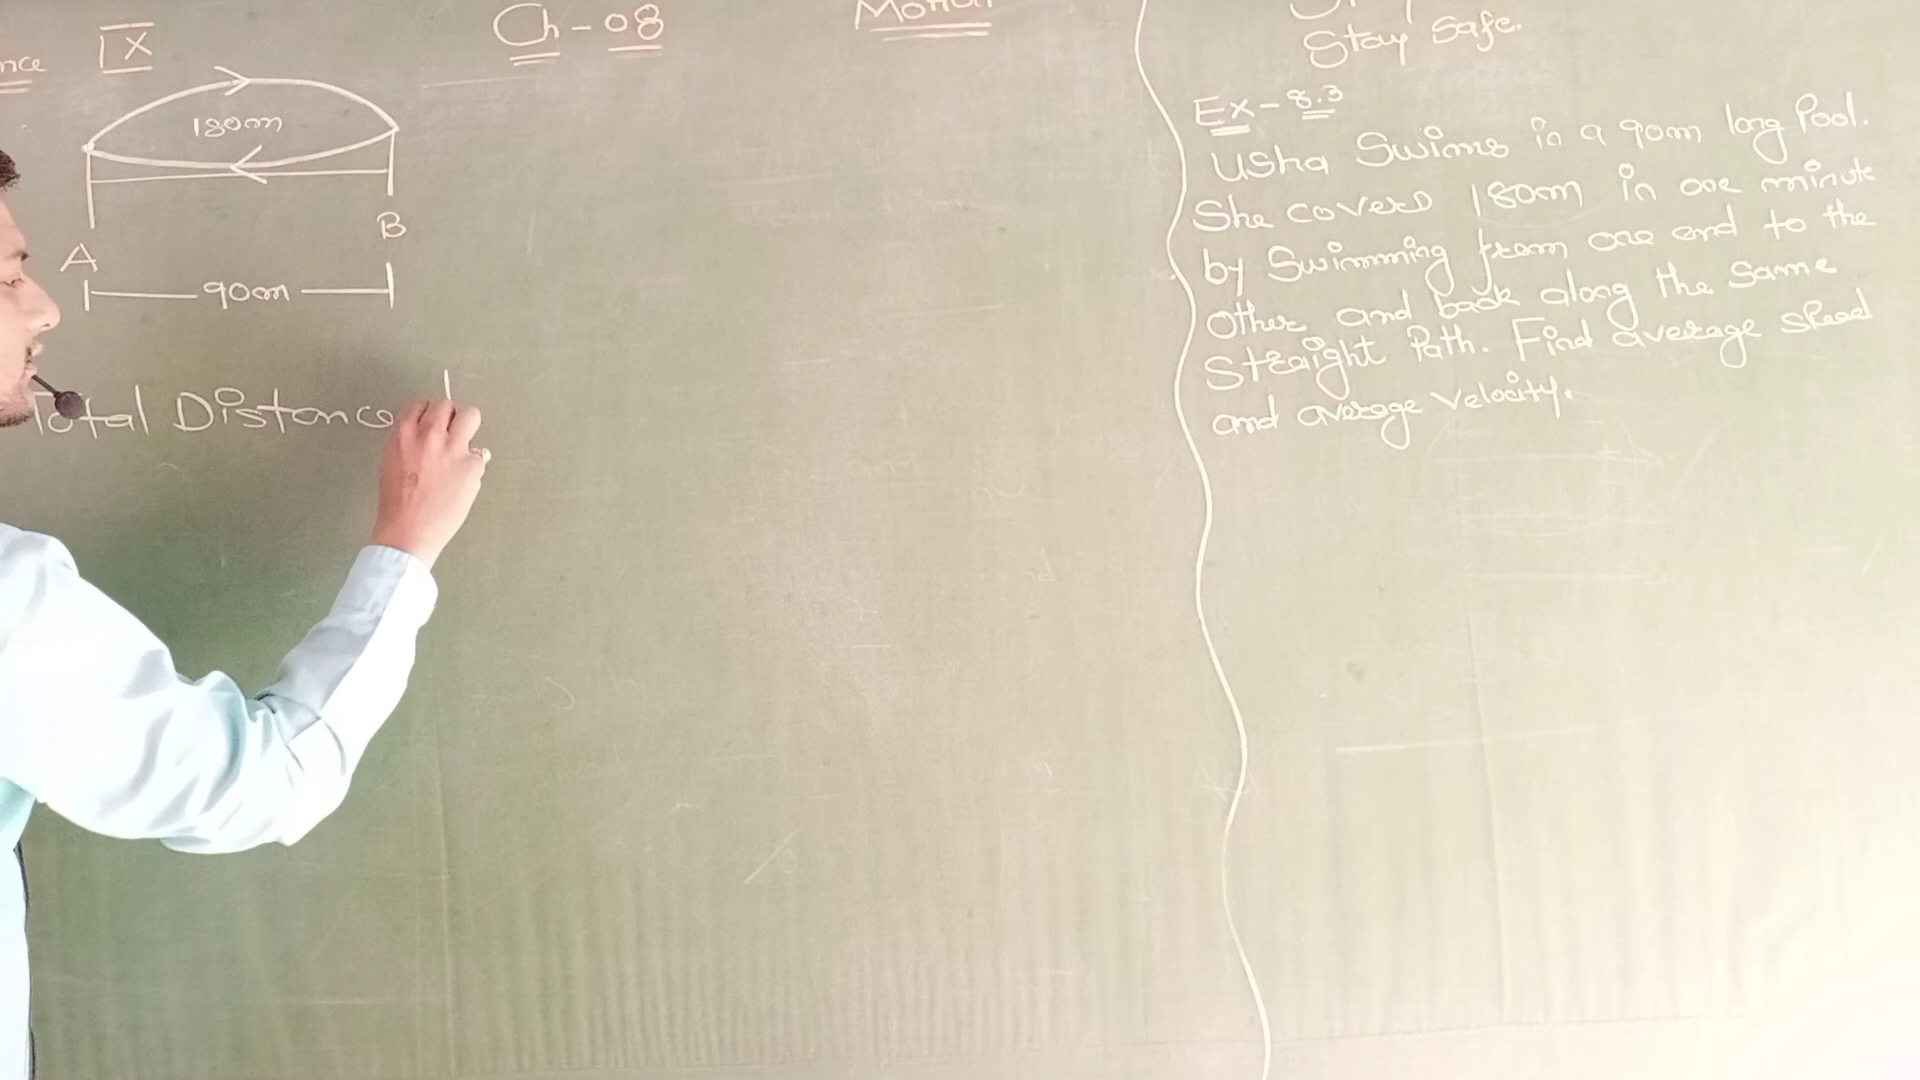 IX
Ch-08
Motion
180m
A
B
90m
Total Distance
Stay Safe.
Ex-8.3
Usha Swims in a 90m long Pool.
She covers 180m in one minute
by Swimming from one end to the
other and back along the Same
Straight Path. Find average Speed
and average velocity.